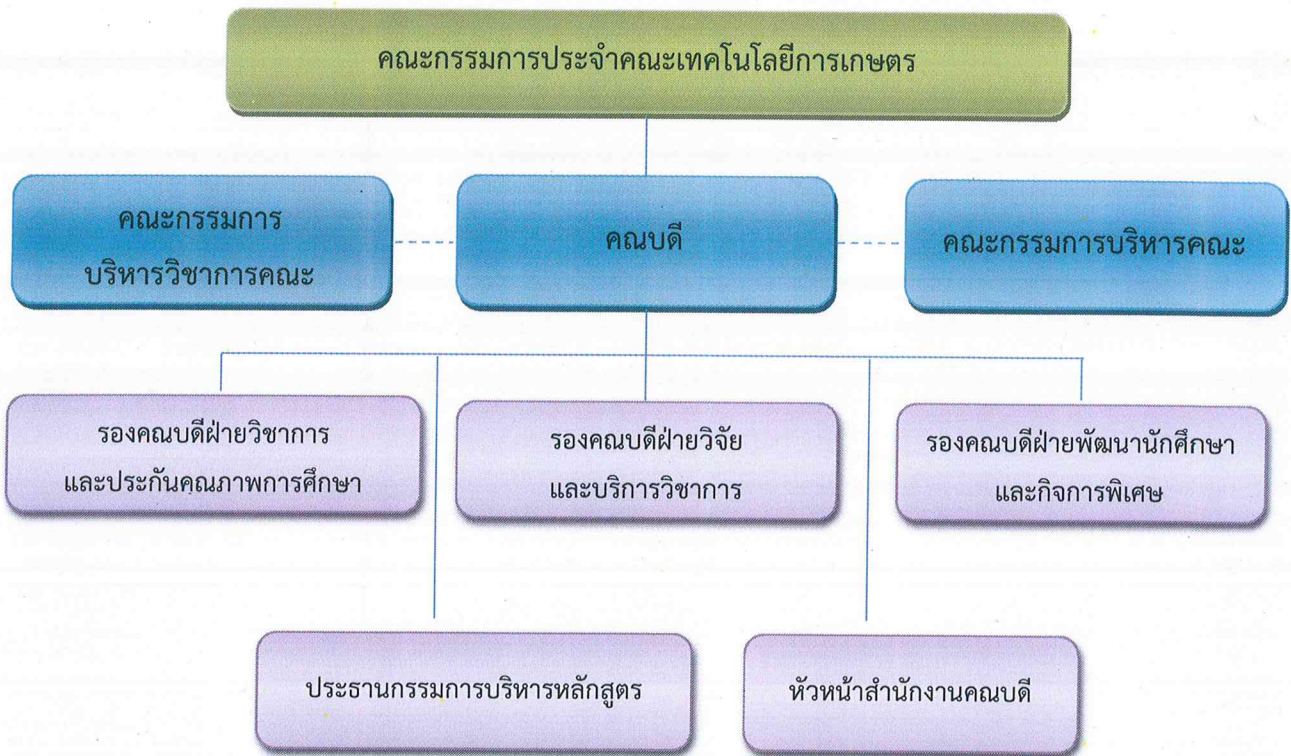 คณะกรรมการประจำคณะเทคโนโลยีการเกษตร
คณะกรรมการ
บริหารวิชาการคณะ
คณบดี
คณะกรรมการบริหารคณะ
รองคณบดีฝ่ายวิชาการ
และประกันคุณภาพการศึกษา
รองคณบดีฝ่ายวิจัย
และบริการวิชาการ
รองคณบดีฝ่ายพัฒนานักศึกษา
และกิจการพิเศษ
ประธานกรรมการบริหารหลักสูตร
หัวหน้าสำนักงานคณบดี